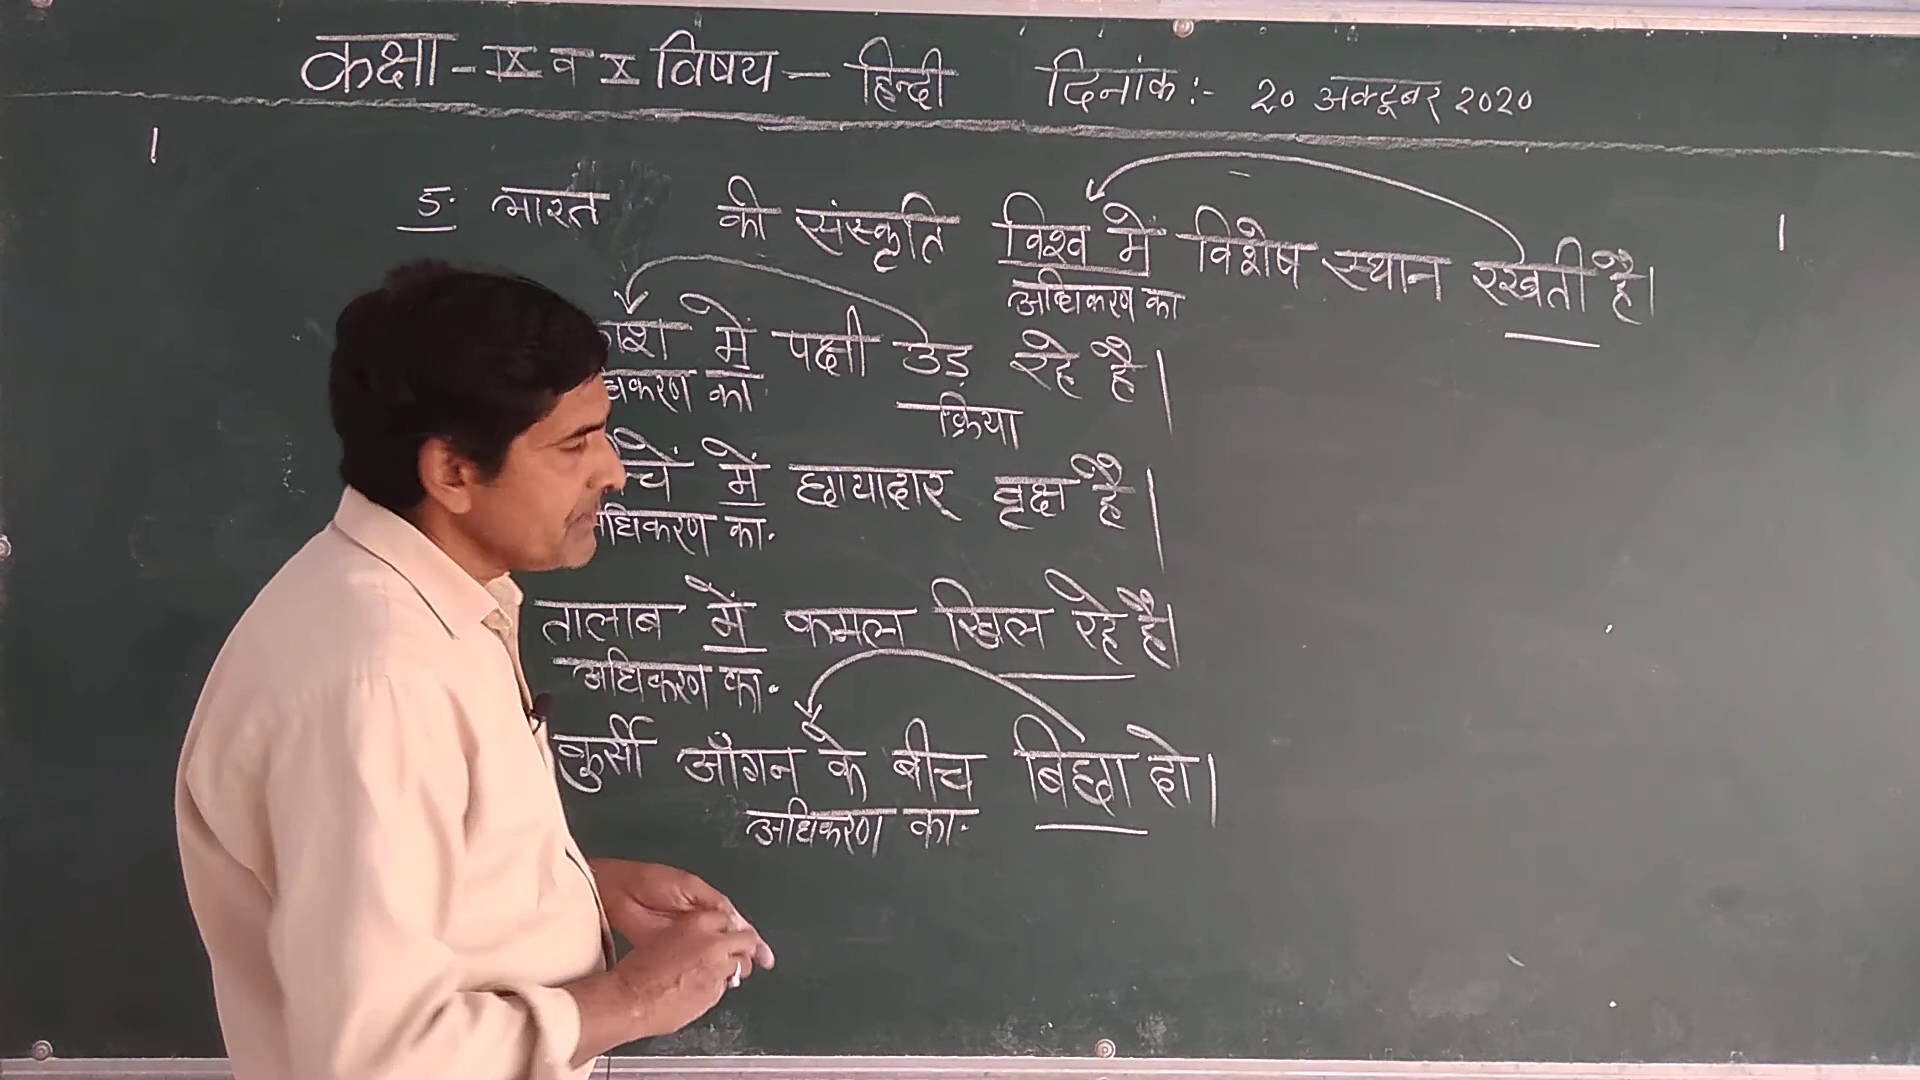 कक्षा - IX व X विषय - हिन्दी दिनांक :- 20 अक्टूबर 2020
ड. भारत की संस्कृति विश्व में विशेष स्थान रखती है।
अधिकरण का
में पक्षी उड़ रहे है।
का
क्रिया
में छायादार वृक्ष है।
का.
तालाब में कमल खिल रहे है।
अधिकरण का.
कुर्सी आँगन के बीच बिछा दो।
अधिकरण का.